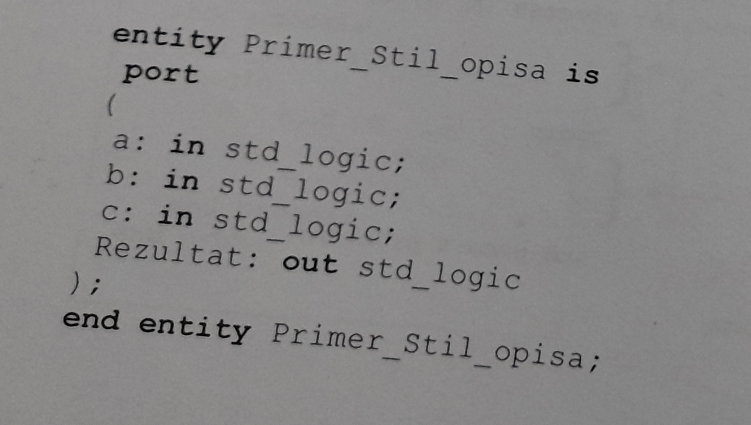 entity Primer_Stil_opisa is
port
(
a: in std_logic;
b: in std_logic;
c: in std_logic;
Rezultat: out std_logic
);
end entity Primer_Stil_opisa;